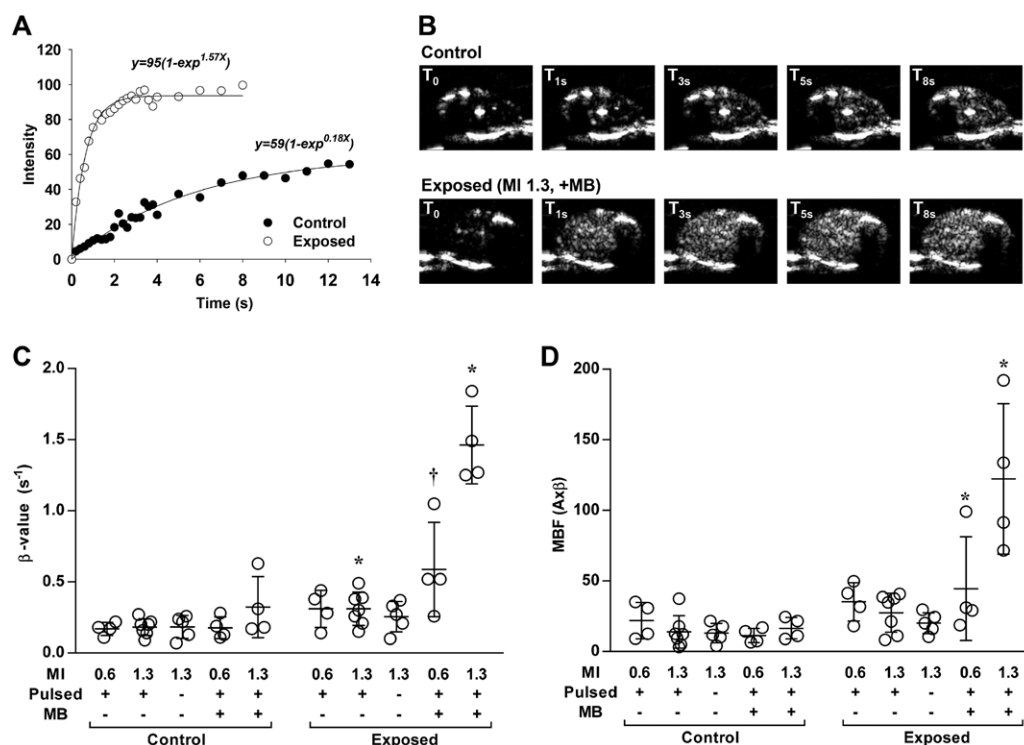 A
120
100
80
60
40
20
0
Intensity
y=95(1-exp^1.57X)
y=59(1-exp^0.18X)
Control
Exposed
0 2 4 6 8 10 12 14
Time (s)
B
Control
T0 T1s T3s T5s T8s
Exposed (MI 1.3, +MB)
T0 T1s T3s T5s T8s
C
2.0
1.5
1.0
0.5
0.0
β-value (s⁻¹)
*
†
*
MI 0.6 1.3 1.3 0.6 1.3 0.6 1.3 1.3 0.6 1.3
Pulsed + + - + + + + - + +
MB + + + +
Control Exposed
D
200
150
100
50
0
MBF (Axβ)
*
*
MI 0.6 1.3 1.3 0.6 1.3 0.6 1.3 1.3 0.6 1.3
Pulsed + + - + + + + - + +
MB + + + +
Control Exposed